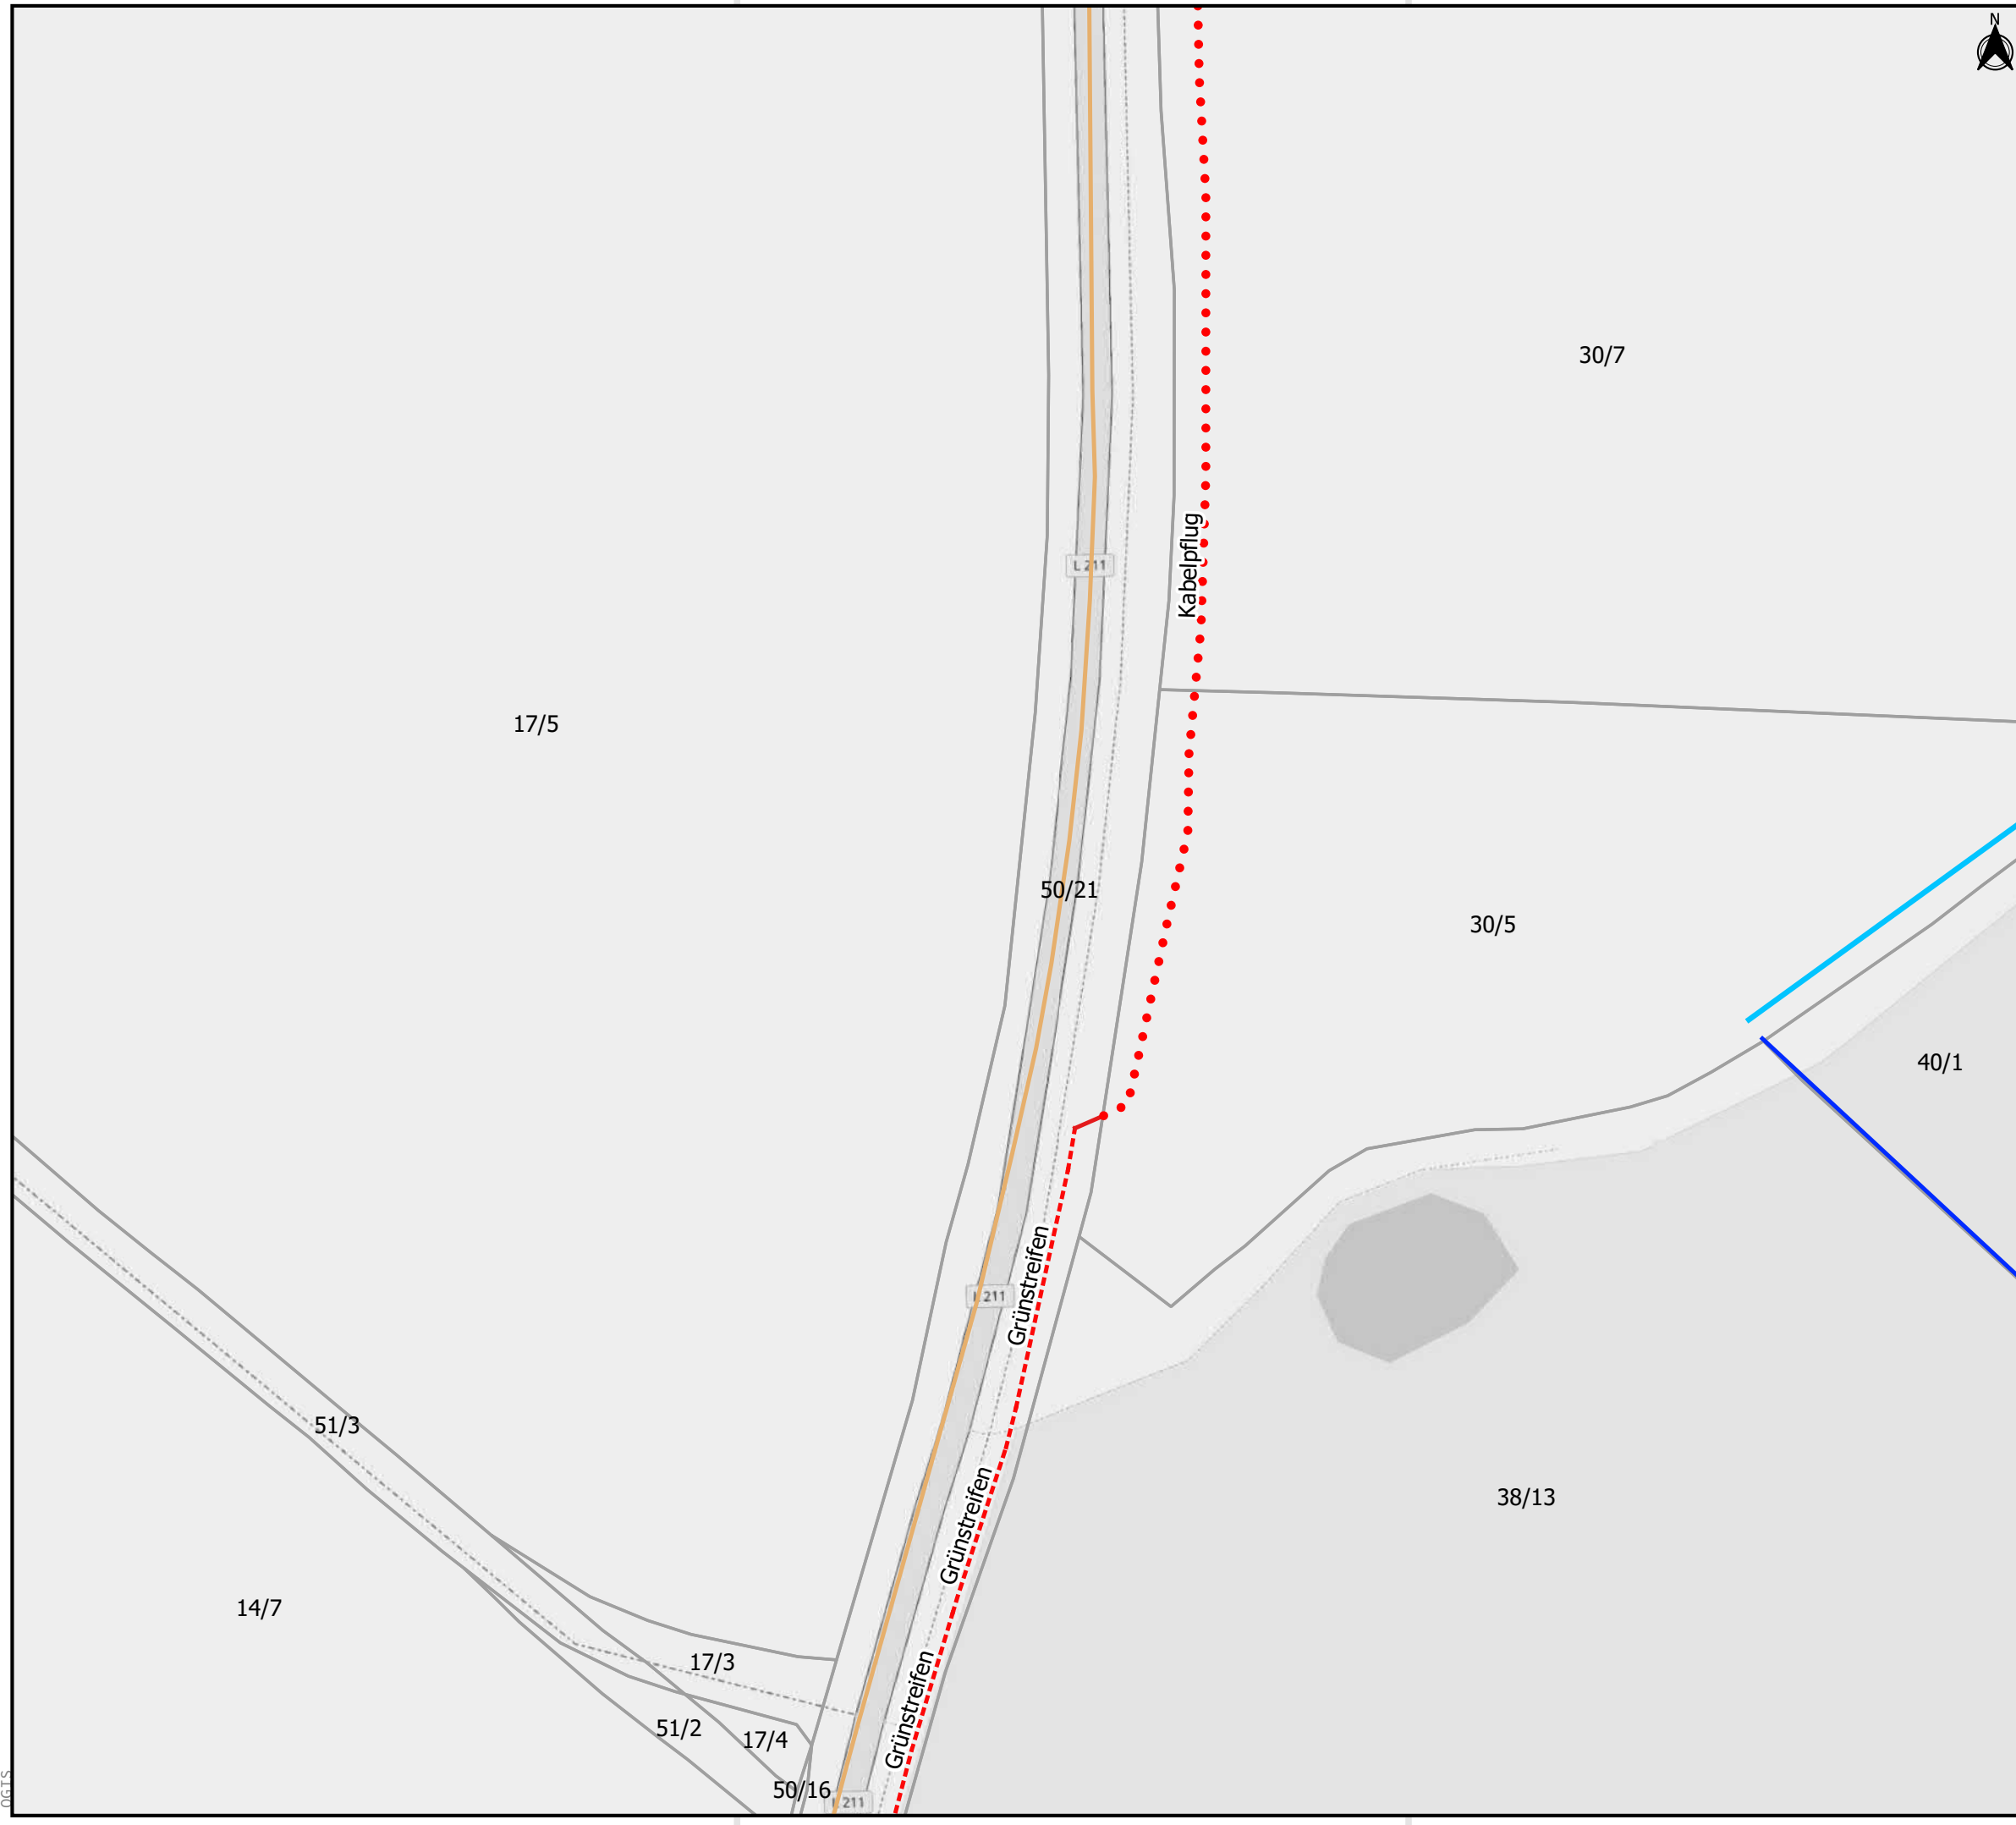 N
30/7
Kabelpflug
L 211
17/5
50/21
30/5
40/1
Grünstreifen
L 211
51/3
Grünstreifen
38/13
14/7
17/3
Grünstreifen
51/2
17/4
50/16
L 211
QGIS